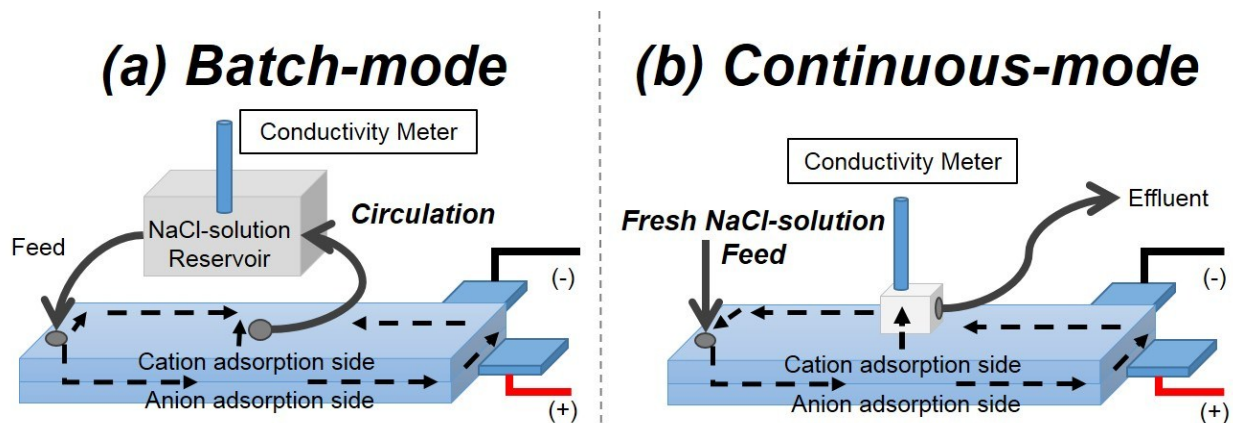 (a) Batch-mode
Conductivity Meter
NaCl-solution
Reservoir
Circulation
Feed
(-)
Cation adsorption side
Anion adsorption side
(+)
(b) Continuous-mode
Conductivity Meter
Effluent
Fresh NaCl-solution
Feed
(-)
Cation adsorption side
Anion adsorption side
(+)